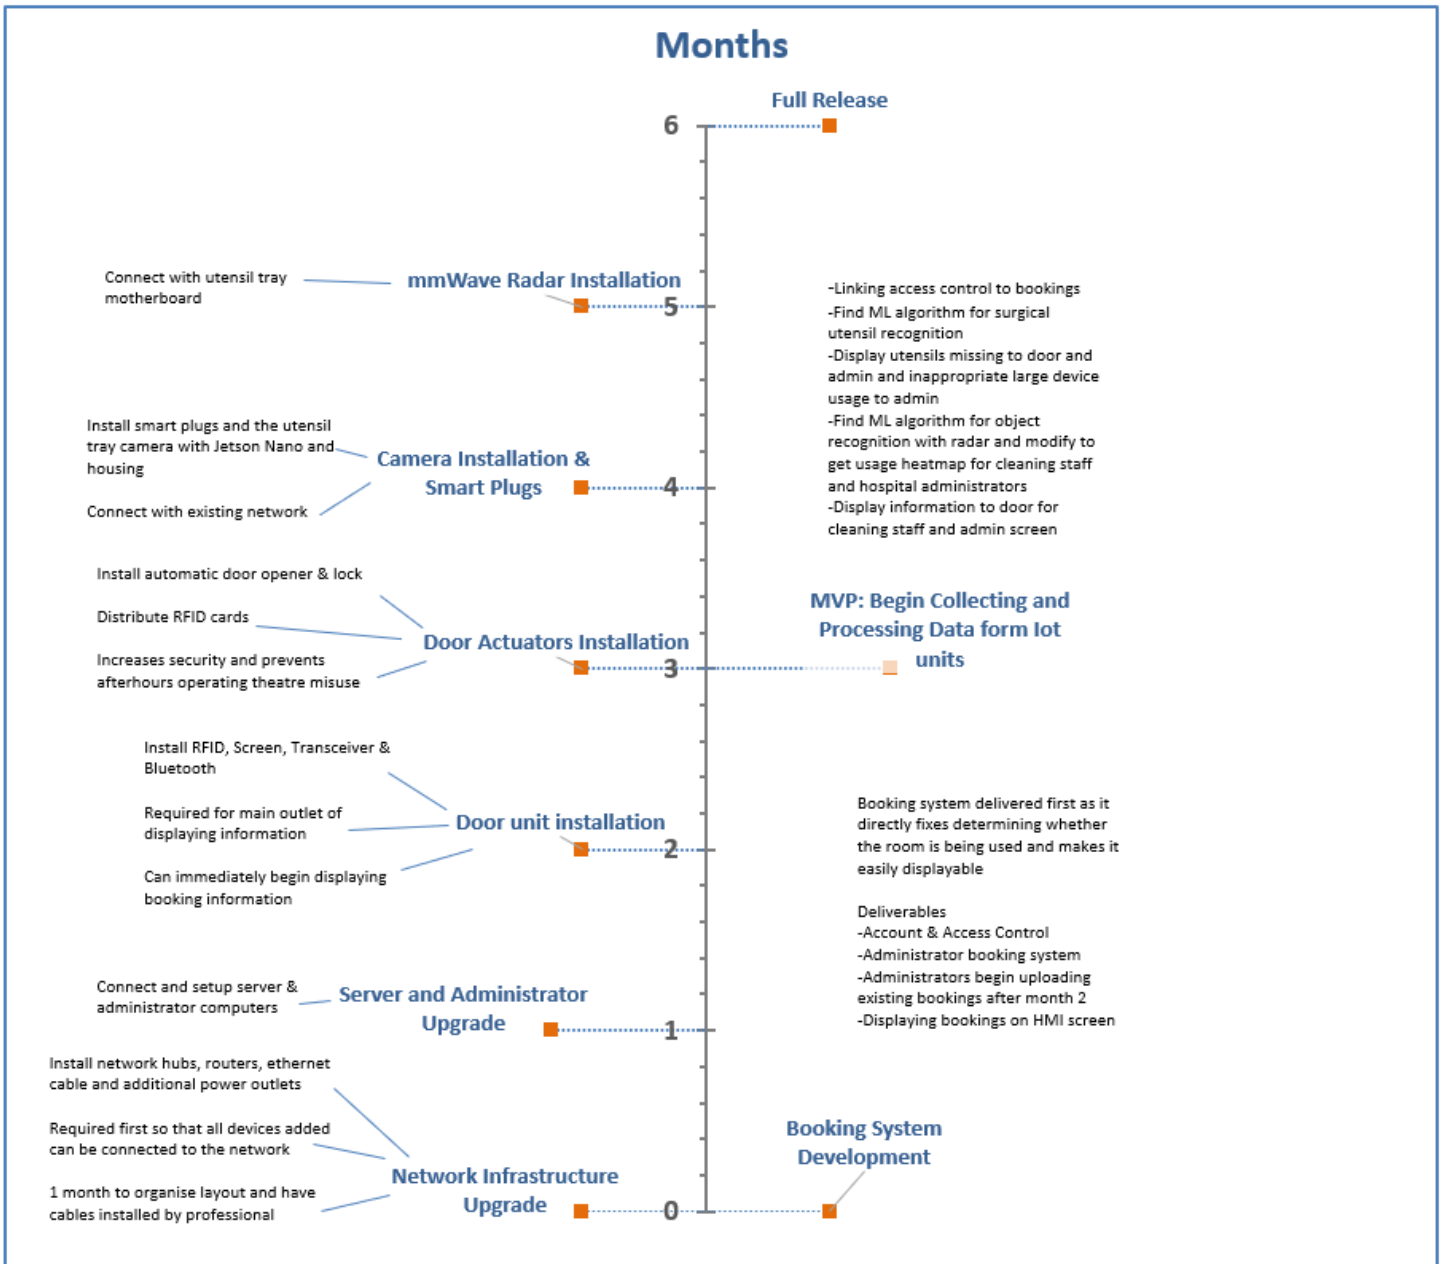 Months
Full Release
6
mmWave Radar Installation
Connect with utensil tray
motherboard
5
-Linking access control to bookings
-Find ML algorithm for surgical
utensil recognition
-Display utensils missing to door and
admin and inappropriate large device
usage to admin
-Find ML algorithm for object
recognition with radar and modify to
get usage heatmap for cleaning staff
and hospital administrators
-Display information to door for
cleaning staff and admin screen
Install smart plugs and the utensil
tray camera with Jetson Nano and
housing
Connect with existing network
Camera Installation &
Smart Plugs
4
Install automatic door opener & lock
Distribute RFID cards
Increases security and prevents
afterhours operating theatre misuse
Door Actuators Installation
3
MVP: Begin Collecting and
Processing Data form Iot
units
Install RFID, Screen, Transceiver &
Bluetooth
Required for main outlet of
displaying information
Can immediately begin displaying
booking information
Door unit installation
2
Booking system delivered first as it
directly fixes determining whether
the room is being used and makes it
easily displayable
Deliverables
-Account & Access Control
-Administrator booking system
-Administrators begin uploading
existing bookings after month 2
-Displaying bookings on HMI screen
Connect and setup server &
administrator computers
Server and Administrator
Upgrade
1
Install network hubs, routers, ethernet
cable and additional power outlets
Required first so that all devices added
can be connected to the network
1 month to organise layout and have
cables installed by professional
Network Infrastructure
Upgrade
0
Booking System
Development